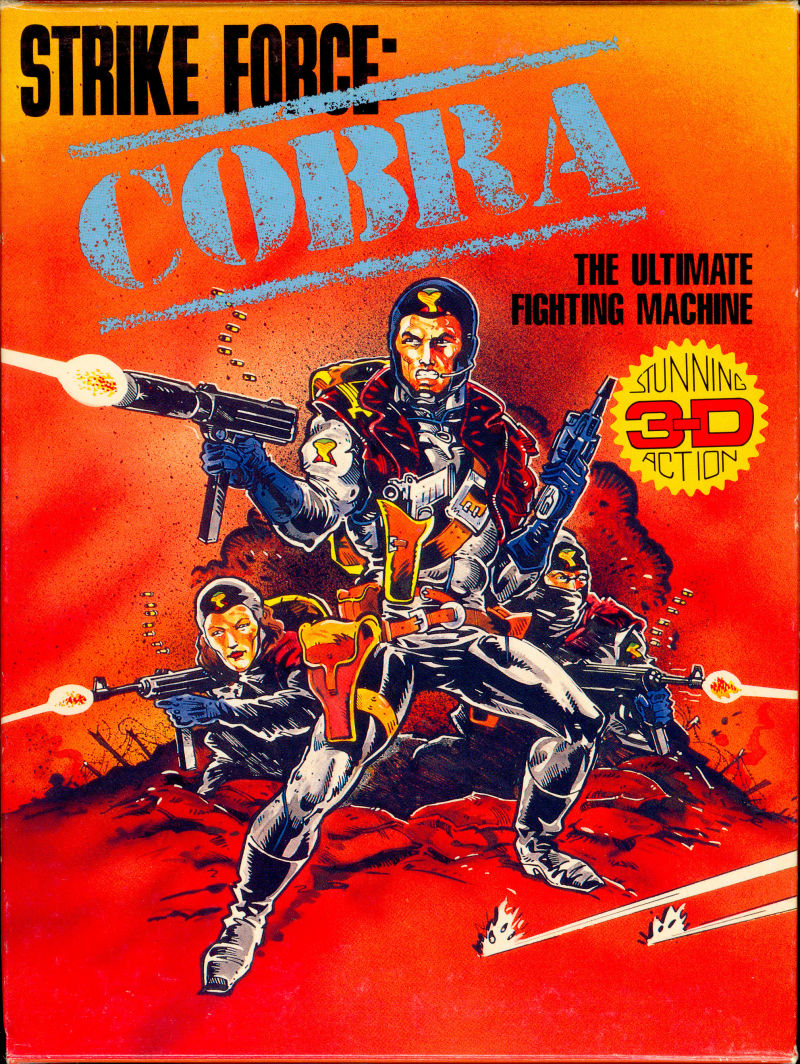 STRIKE FORCE:
COBRA
THE ULTIMATE
FIGHTING MACHINE
STUNNING
3-D
ACTION